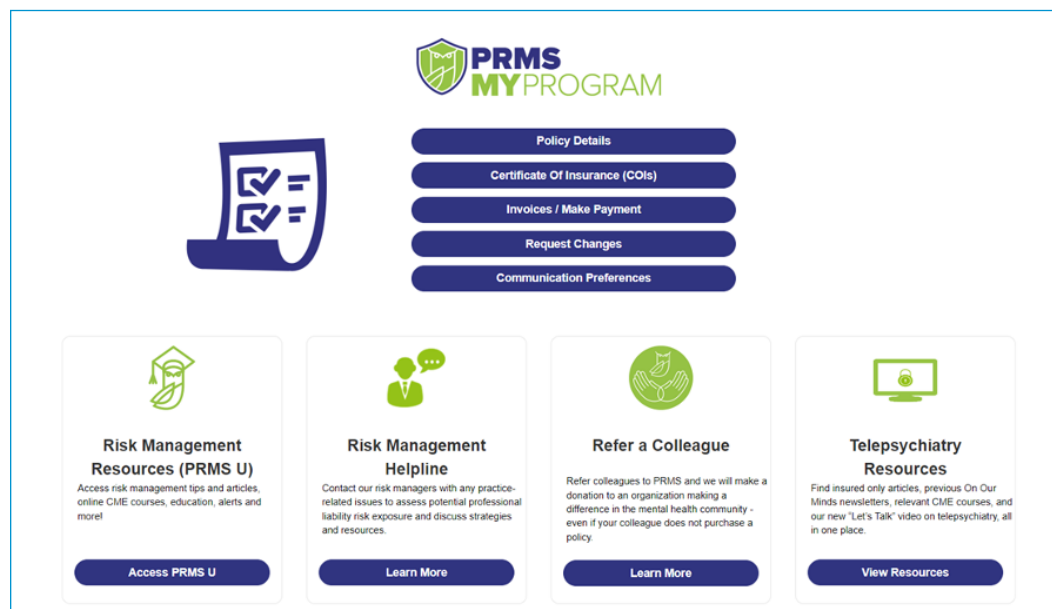 PRMS
MYPROGRAM
Policy Details
Certificate Of Insurance (COIs)
Invoices / Make Payment
Request Changes
Communication Preferences
Risk Management
Resources (PRMS U)
Access risk management tips and articles,
online CME courses, education, alerts and
more!
Access PRMS U
Risk Management
Helpline
Contact our risk managers with any practice-
related issues to assess potential professional
liability risk exposure and discuss strategies
and resources.
Learn More
Refer a Colleague
Refer colleagues to PRMS and we will make a
donation to an organization making a
difference in the mental health community -
even if your colleague does not purchase a
policy.
Learn More
Telepsychiatry
Resources
Find insured only articles, previous On Our
Minds newsletters, relevant CME courses, and
our new "Let's Talk" video on telepsychiatry, all
in one place.
View Resources